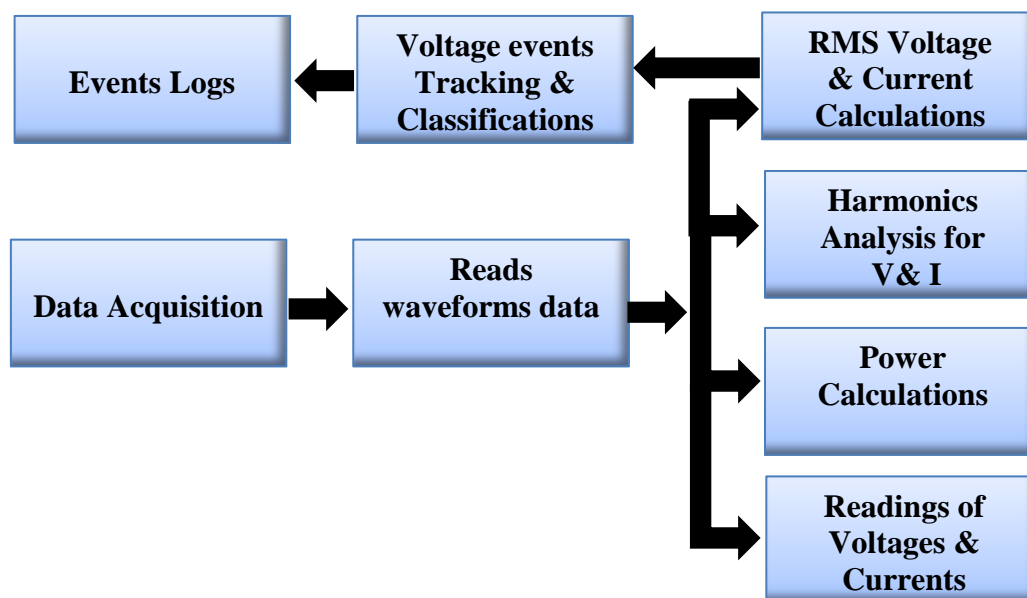 Events Logs
Voltage events
Tracking &
Classifications
RMS Voltage
& Current
Calculations
Harmonics
Analysis for
V& I
Data Acquisition
Reads
waveforms data
Power
Calculations
Readings of
Voltages &
Currents